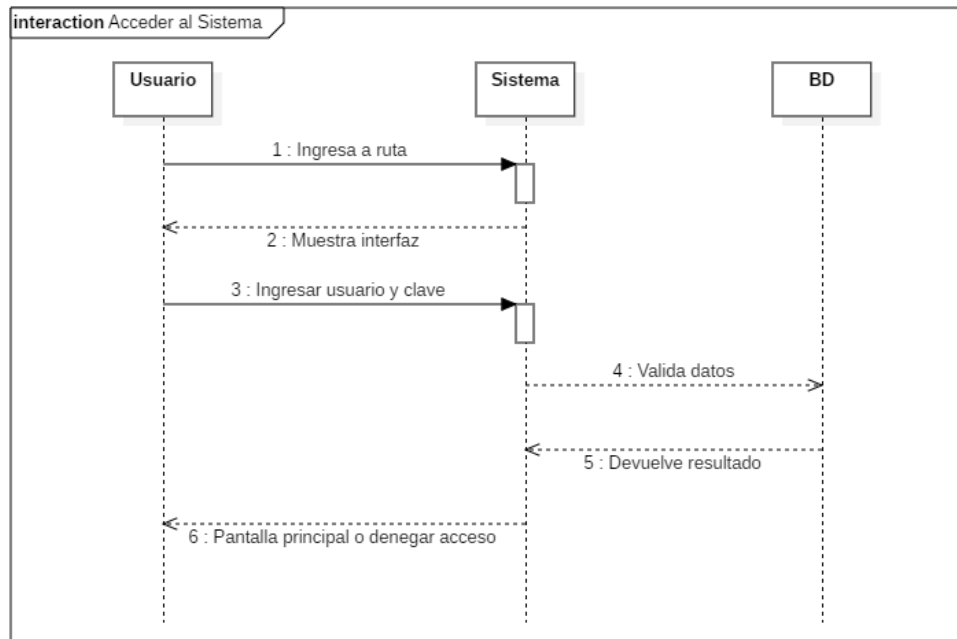 interaction Acceder al Sistema
Usuario
Sistema
BD
1 : Ingresa a ruta
2 : Muestra interfaz
3 : Ingresar usuario y clave
4 : Valida datos
5 : Devuelve resultado
6 : Pantalla principal o denegar acceso